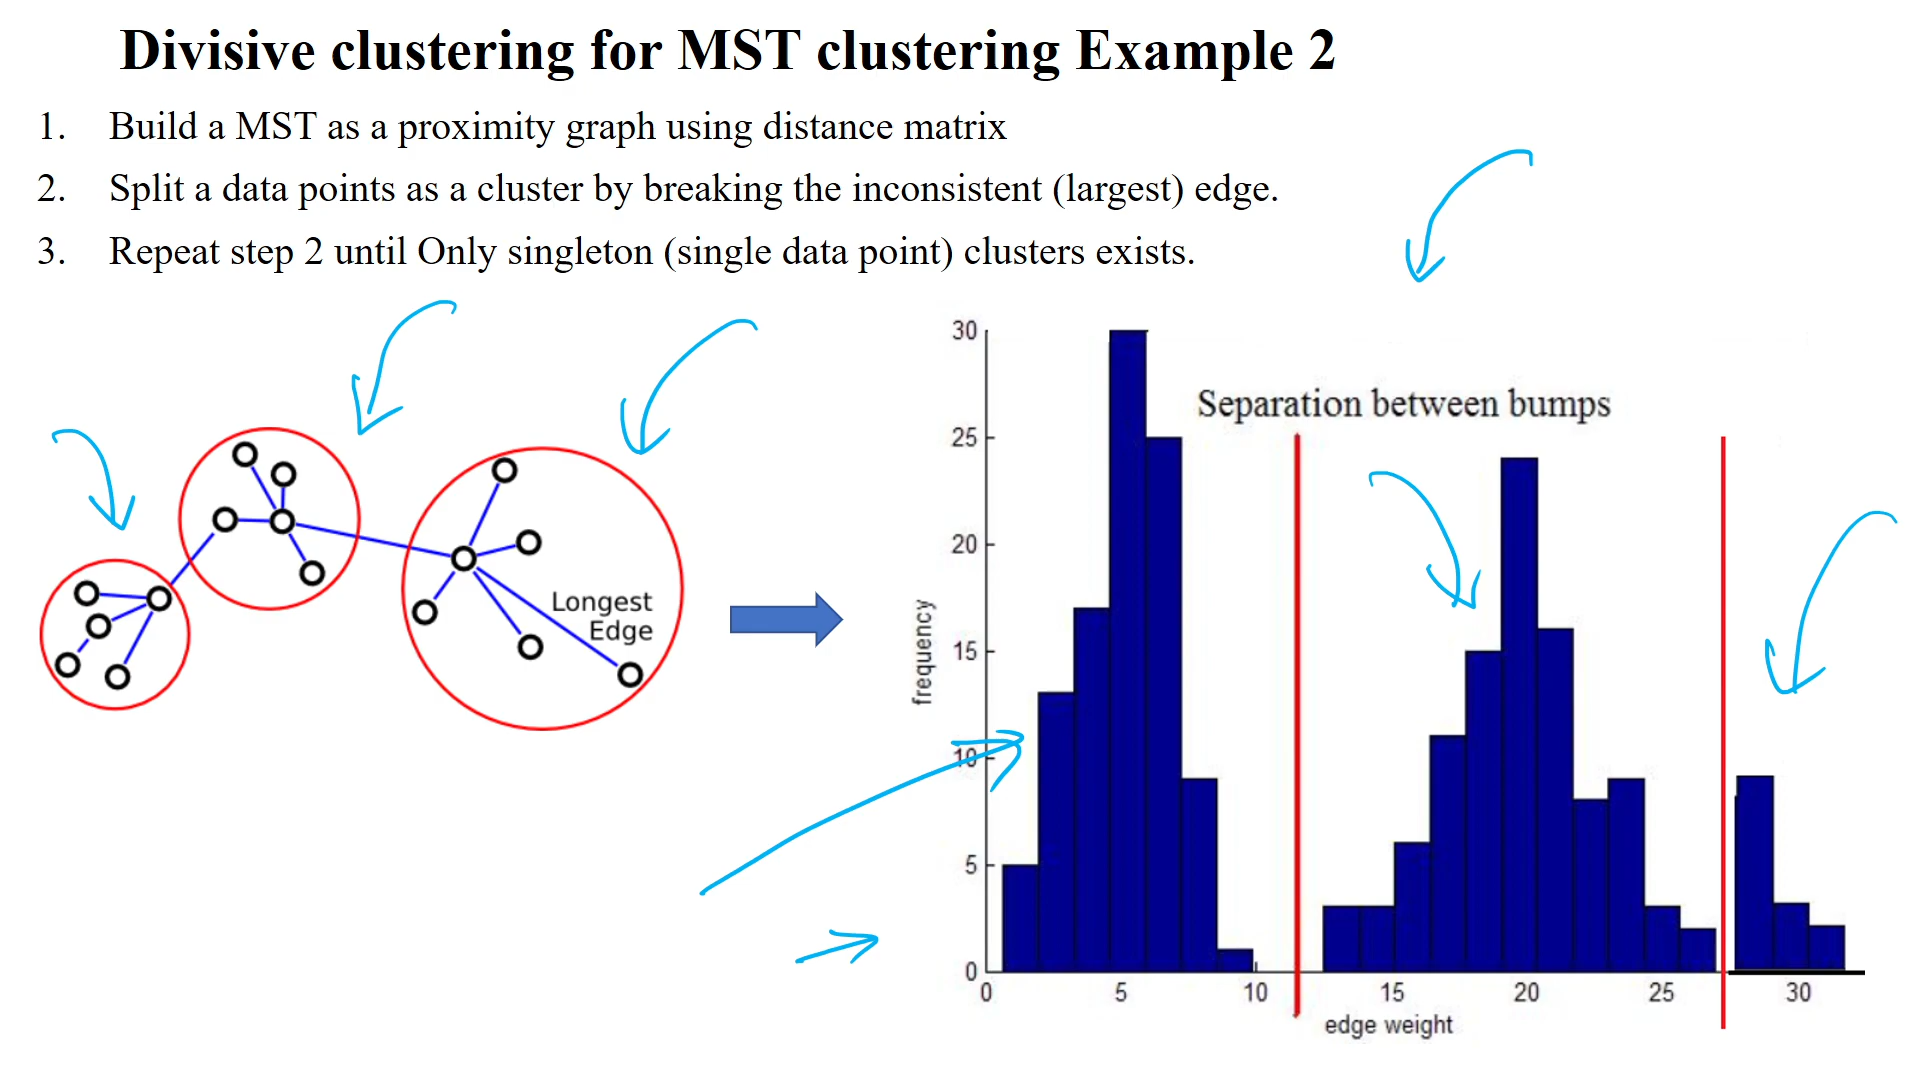 Divisive clustering for MST clustering Example 2
1. Build a MST as a proximity graph using distance matrix
2. Split a data points as a cluster by breaking the inconsistent (largest) edge.
3. Repeat step 2 until Only singleton (single data point) clusters exists.
Longest
Edge
Separation between bumps
frequency
30
25
20
15
10
5
0
0 5 10 15 20 25 30
edge weight